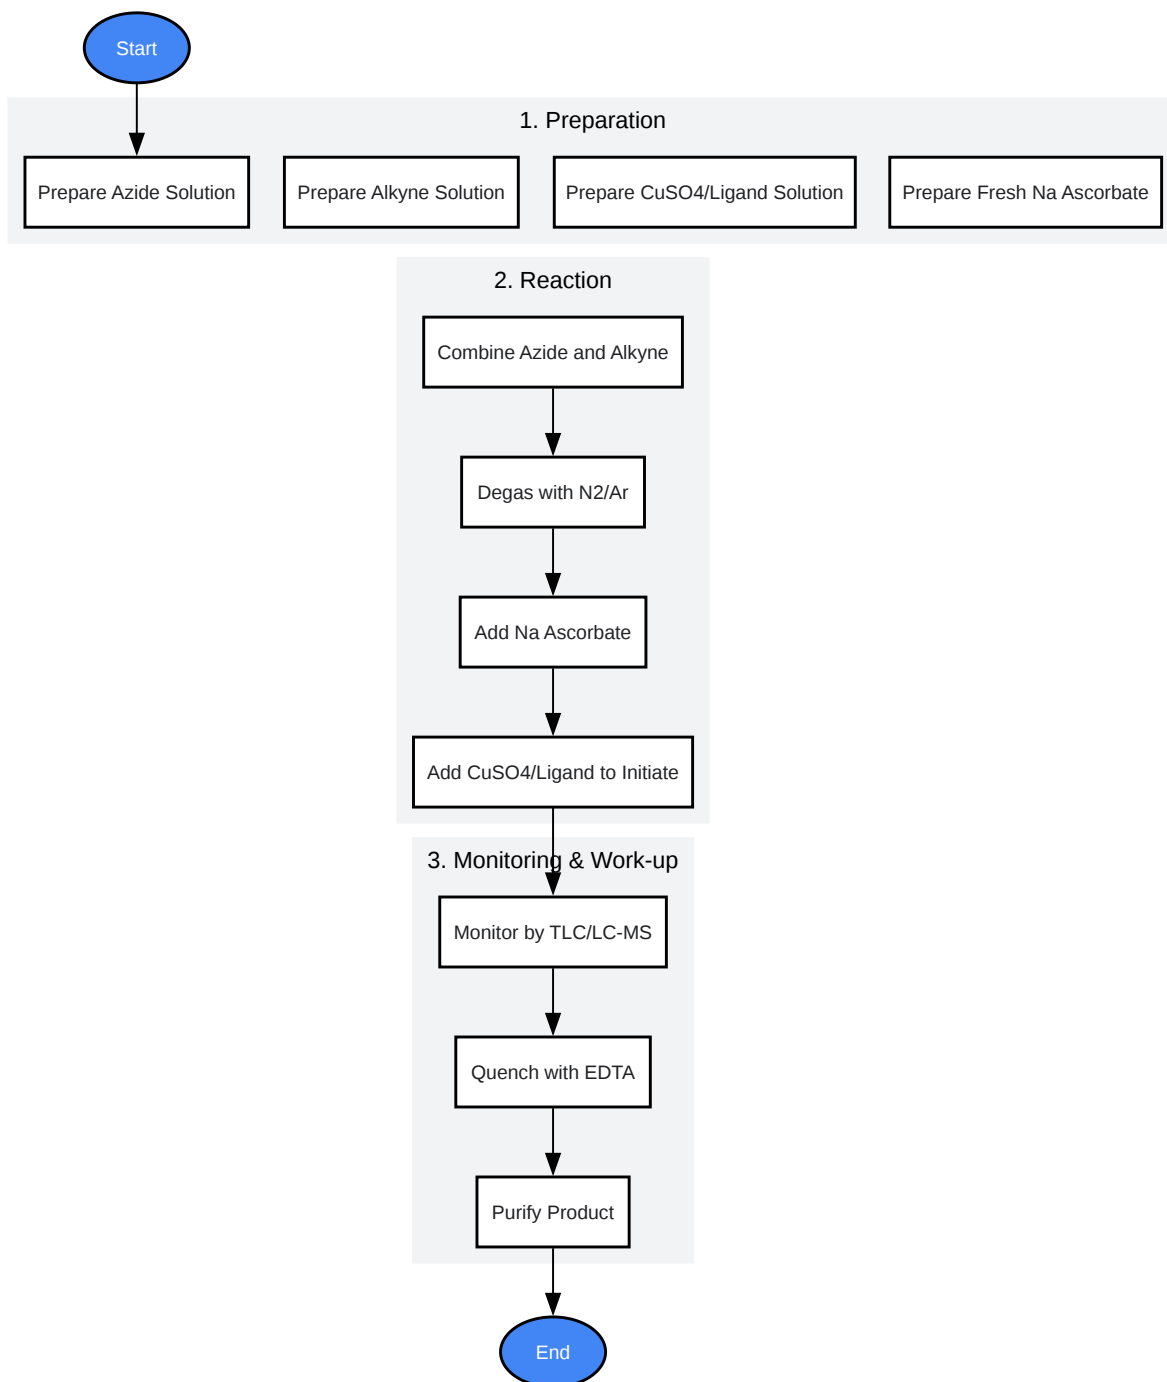 Start
1. Preparation
Prepare Azide Solution
Prepare Alkyne Solution
Prepare CuSO4/Ligand Solution
Prepare Fresh Na Ascorbate
2. Reaction
Combine Azide and Alkyne
Degas with N2/Ar
Add Na Ascorbate
Add CuSO4/Ligand to Initiate
3. Monitoring & Work-up
Monitor by TLC/LC-MS
Quench with EDTA
Purify Product
End